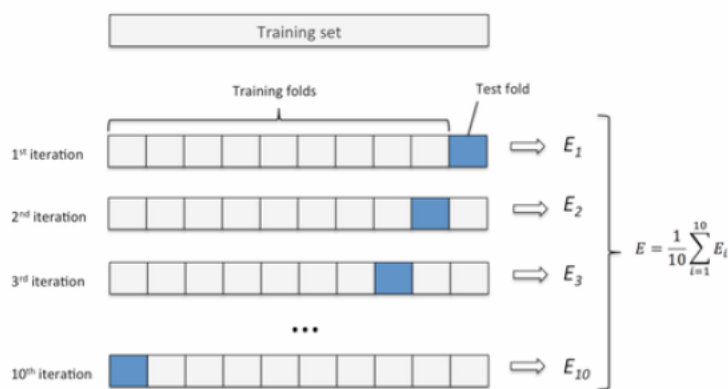 Training set
Training folds
Test fold
1st iteration
E1
2nd iteration
E2
3rd iteration
E3
E = 1/10 ∑ i=1 10 Ei
...
10th iteration
E10